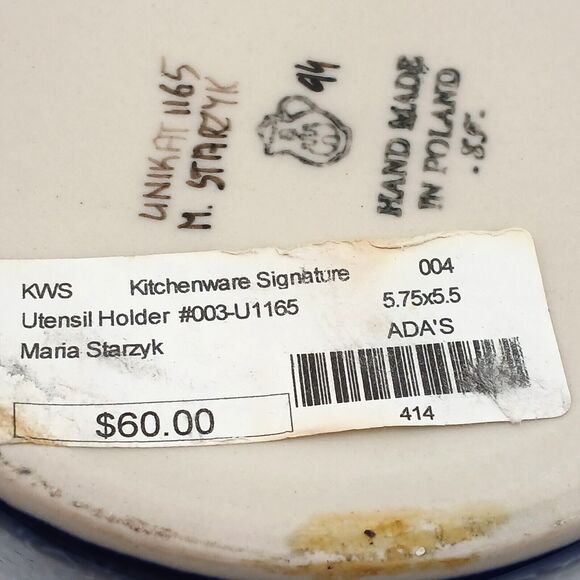 UNIKAT 1165
M. STARZYK
94
HAND MADE
IN POLAND
KWS Kitchenware Signature 004
Utensil Holder #003-U1165 5.75x5.5
Maria Starzyk ADA'S
$60.00
414